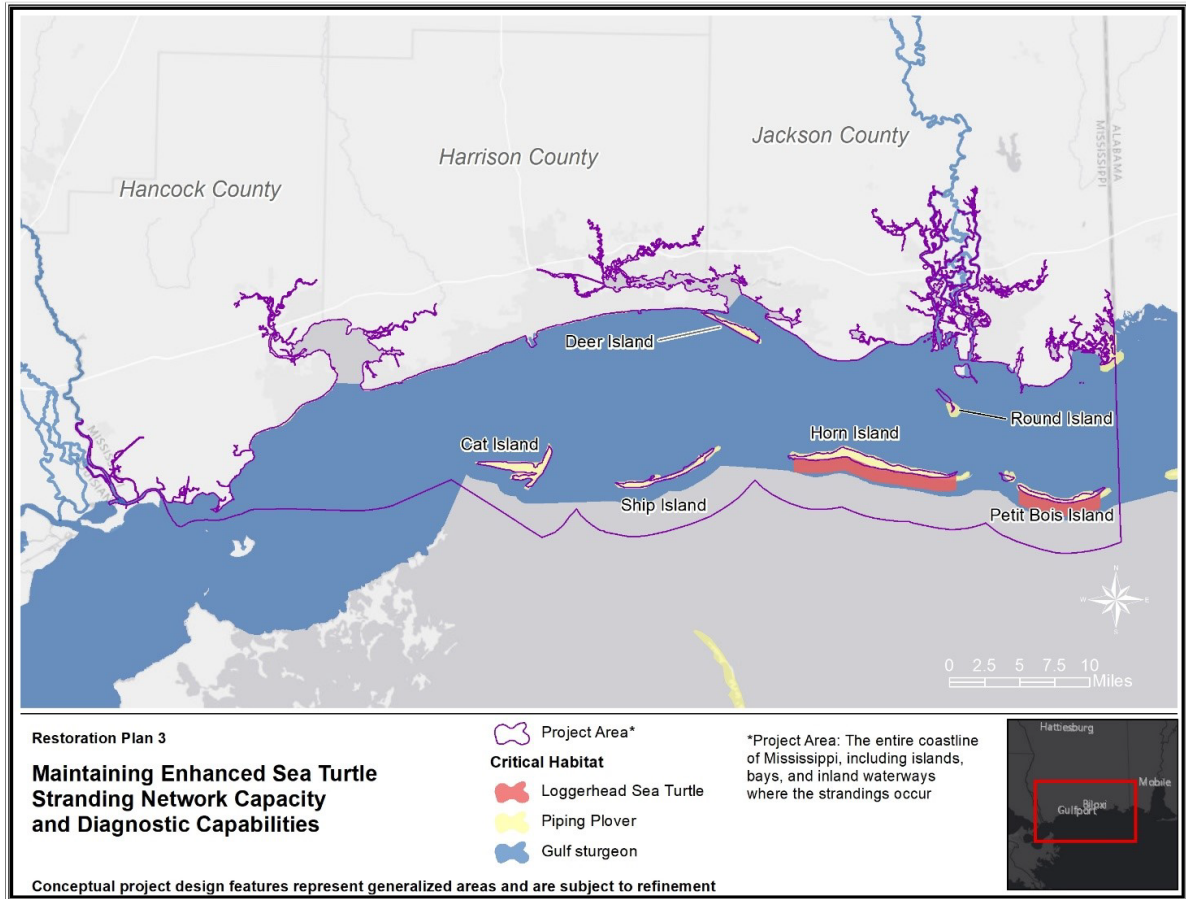 Jackson County
Harrison County
Hancock County
ALABAMA
MISSISSIPPI
Deer Island
Round Island
Cat Island
Horn Island
Ship Island
Petit Bois Island
N
W
E
S
0 2.5 5 7.5 10
Miles
Restoration Plan 3
Maintaining Enhanced Sea Turtle
Stranding Network Capacity
and Diagnostic Capabilities
Conceptual project design features represent generalized areas and are subject to refinement
Project Area*
Critical Habitat
Loggerhead Sea Turtle
Piping Plover
Gulf sturgeon
*Project Area: The entire coastline
of Mississippi, including islands,
bays, and inland waterways
where the strandings occur
Hattiesburg
Mobile
Biloxi
Gulfport